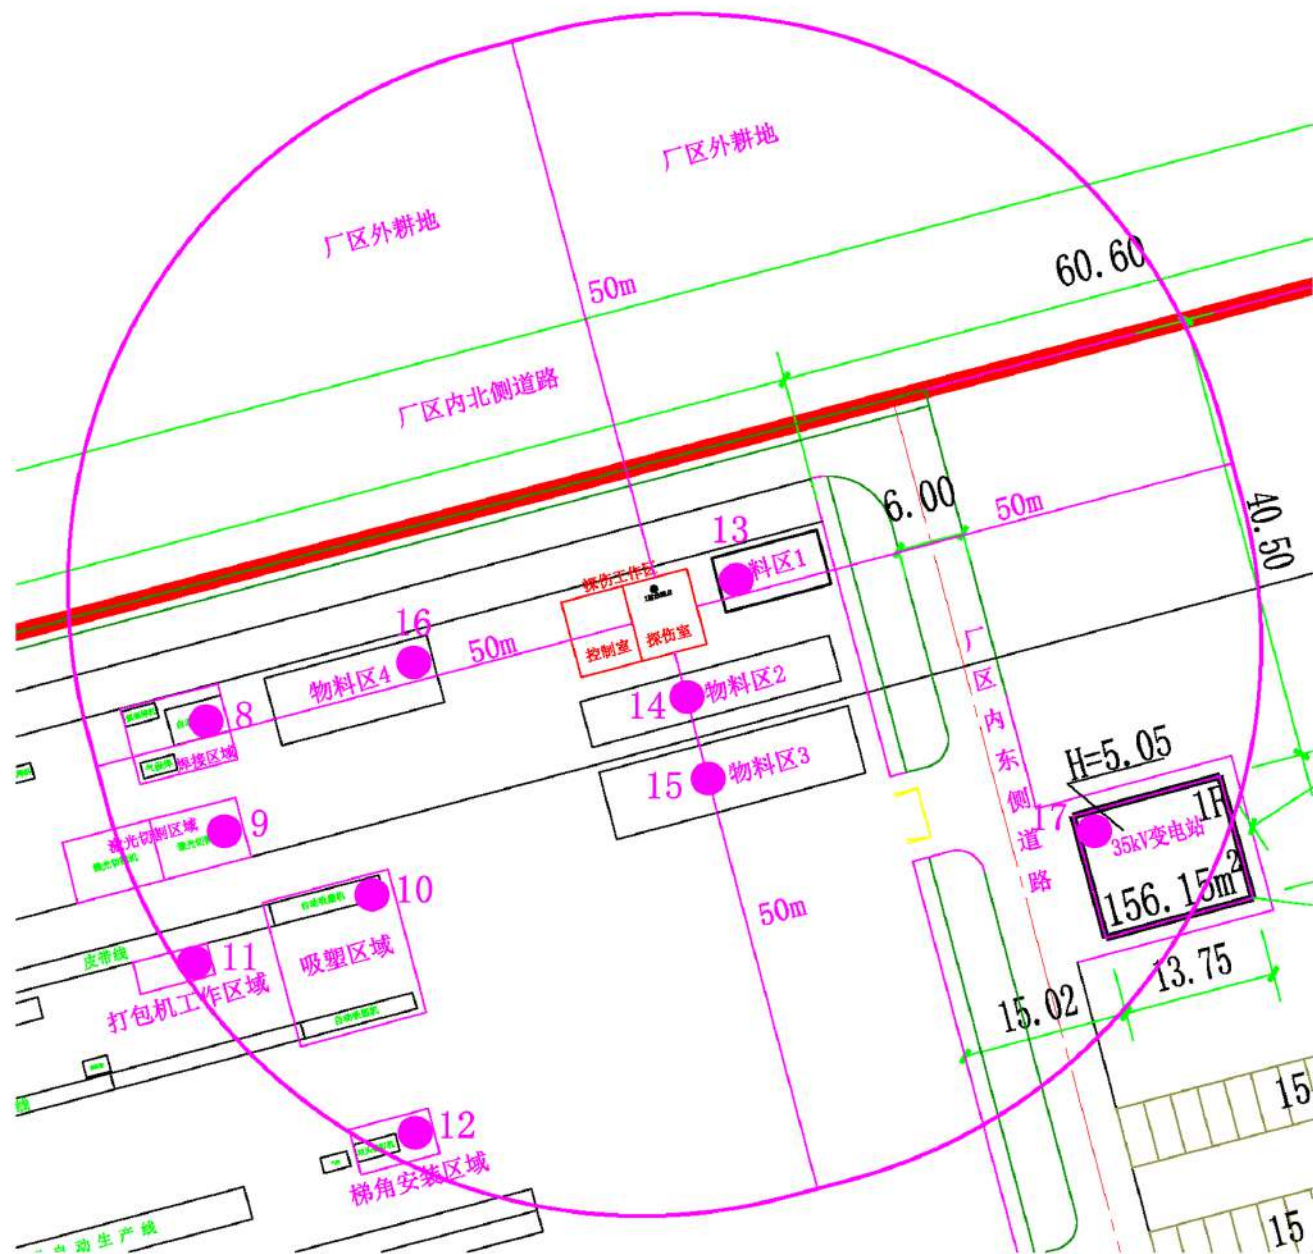 厂区外耕地
厂区外耕地
60.60
50m
厂区内北侧道路
6.00
50m
40.50
13
料区1
探伤工作区
控制室
探伤室
16
50m
物料区4
14
物料区2
8
焊接区域
15
物料区3
厂区内东侧道路
H=5.05
17
1F
35kV变电站
156.15m²
9
激光切割区域
10
50m
皮带线
11
吸塑区域
打包机工作区域
13.75
15.02
12
梯角安装区域
15
线
自动生产线
15